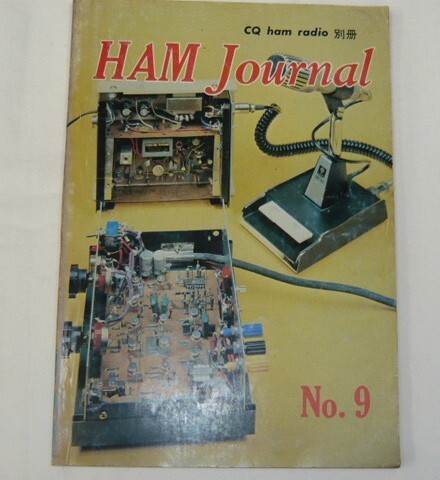 CQ ham radio 別冊
HAM Journal
No. 9